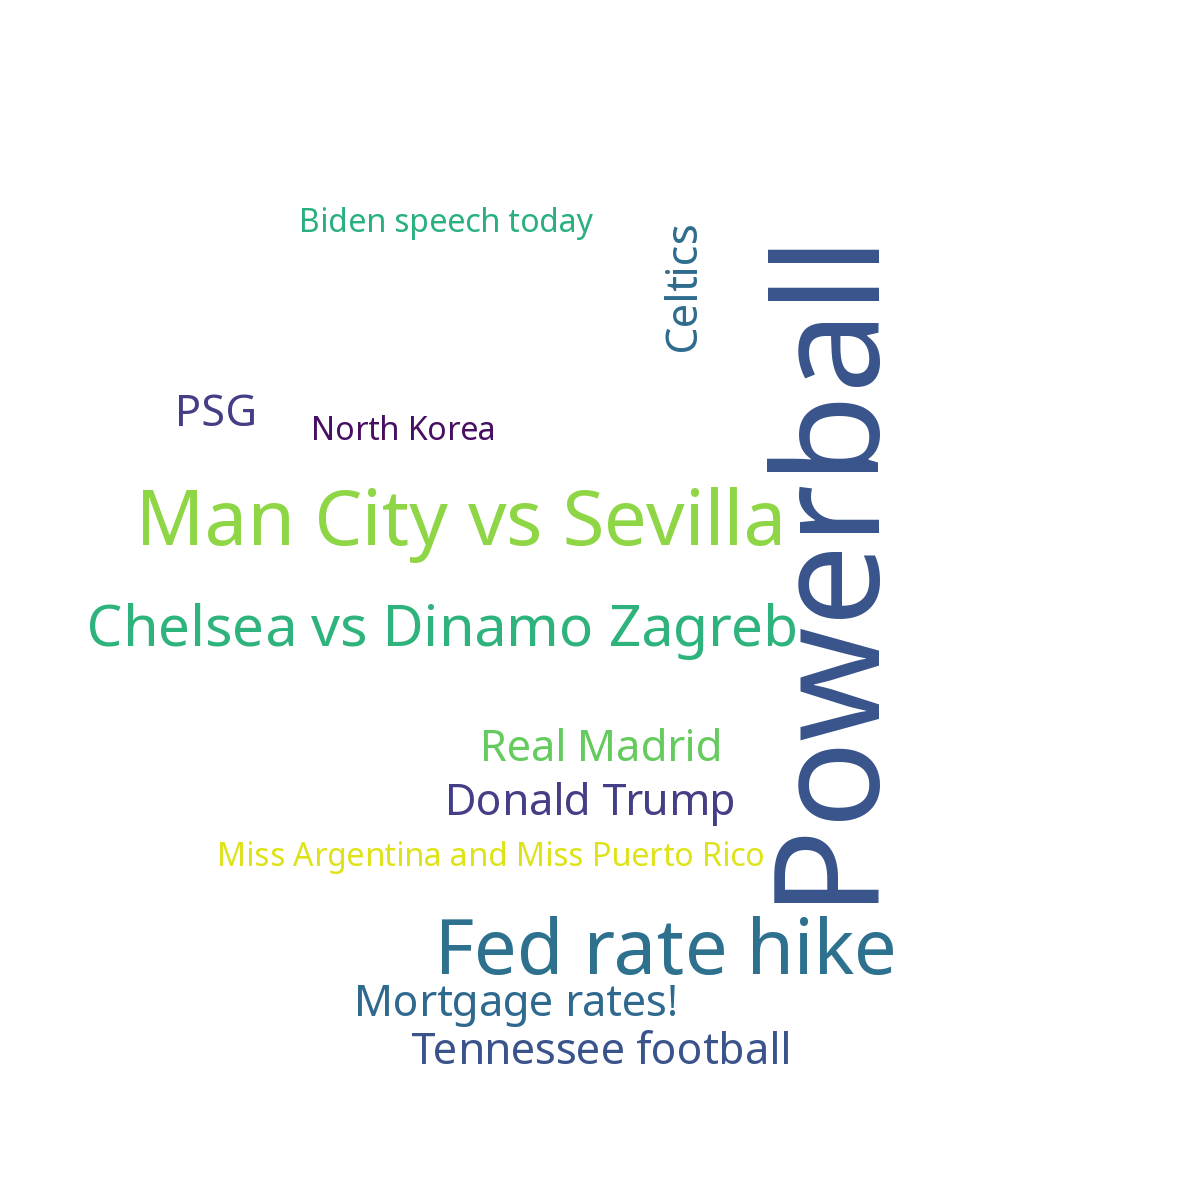 Biden speech today
Celtics
Powerball
PSG
North Korea
Man City vs Sevilla
Chelsea vs Dinamo Zagreb
Real Madrid
Donald Trump
Miss Argentina and Miss Puerto Rico
Fed rate hike
Mortgage rates!
Tennessee football